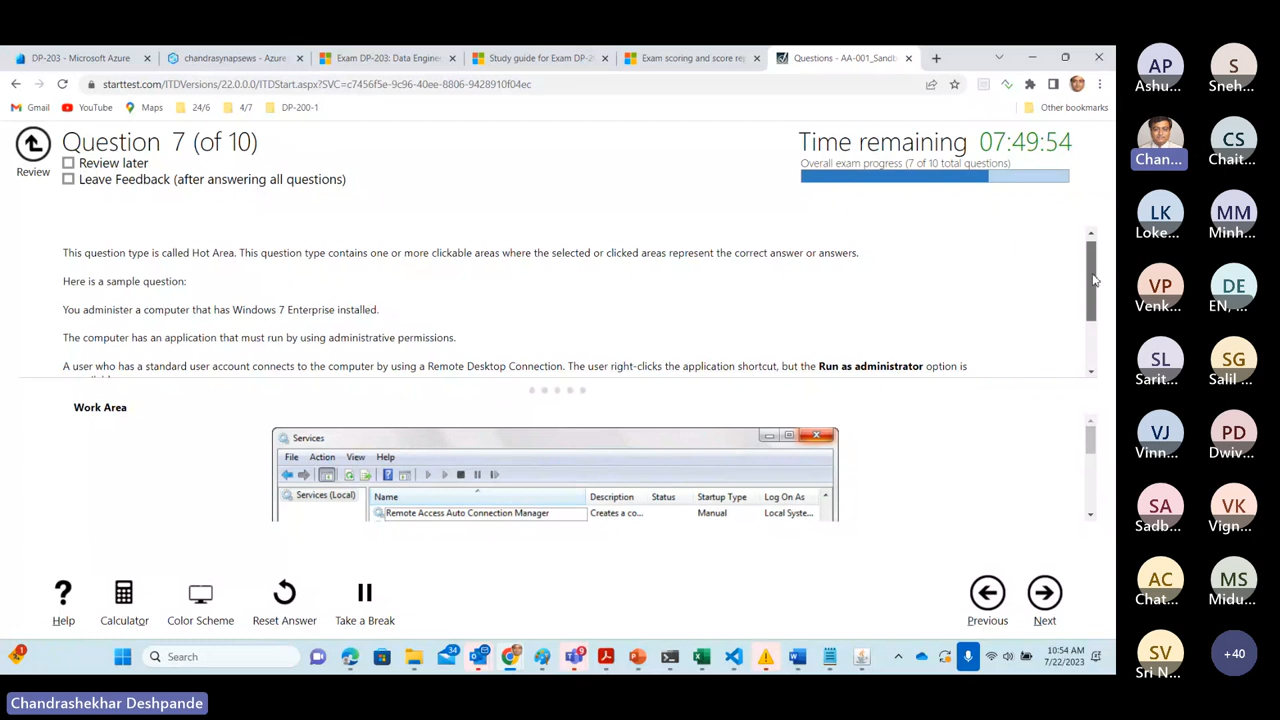 DP-203 - Microsoft Azure
chandrasynapsews - Azure
Exam DP-203: Data Enginee
Study guide for Exam DP-2
Exam scoring and score re
Questions - AA-001_Sandb
starttest.com/ITDVersions/22.0.0.0/ITDStart.aspx?SVC=c7456f5e-9c96-40ee-8806-9428910f04ec
Gmail
YouTube
Maps
24/6
4/7
DP-200-1
Other bookmarks
Review
Question 7 (of 10)
Review later
Leave Feedback (after answering all questions)
Time remaining 07:49:54
Overall exam progress (7 of 10 total questions)
This question type is called Hot Area. This question type contains one or more clickable areas where the selected or clicked areas represent the correct answer or answers.
Here is a sample question:
You administer a computer that has Windows 7 Enterprise installed.
The computer has an application that must run by using administrative permissions.
A user who has a standard user account connects to the computer by using a Remote Desktop Connection. The user right-clicks the application shortcut, but the Run as administrator option is
Work Area
Services
File Action View Help
Services (Local)
Name Description Status Startup Type Log On As
Remote Access Auto Connection Manager Creates a co... Manual Local Syste...
? Help
Calculator
Color Scheme
Reset Answer
Take a Break
Previous
Next
1
Search
34
9
10:54 AM
7/22/2023
Chandrashekhar Deshpande
AP
Ashu...
S
Sneh...
Chan...
CS
Chait...
LK
Loke...
MM
Minh...
VP
Venk...
DE
EN, ...
SL
Sarit...
SG
Salil ...
VJ
Vinn...
PD
Dwiv...
SA
Sadb...
VK
Vign...
AC
Chat...
MS
Midu...
SV
Sri N...
+40